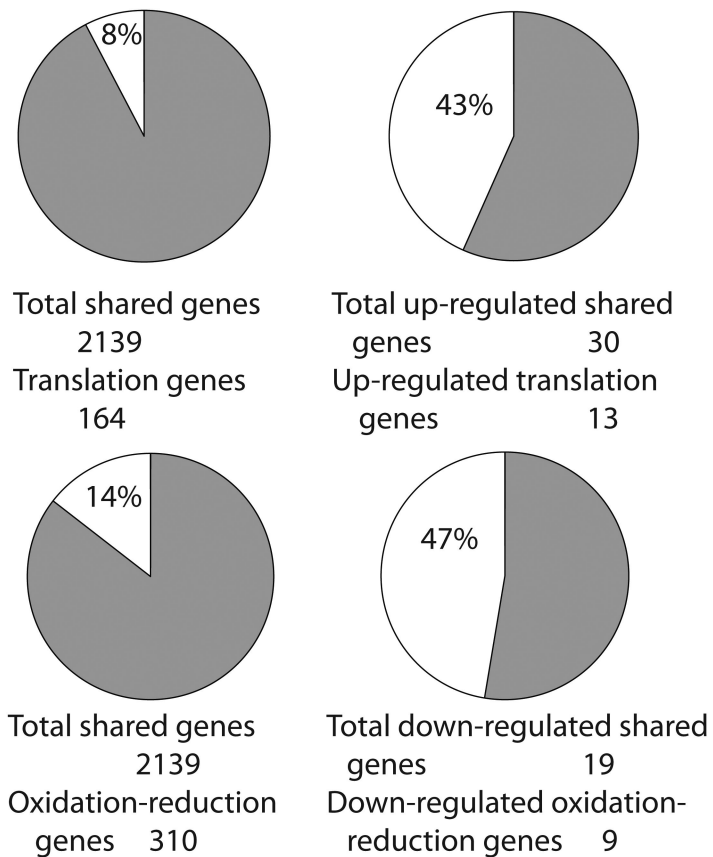 8%
43%
Total shared genes
2139
Translation genes
164
Total up-regulated shared
genes 30
Up-regulated translation
genes 13
14%
47%
Total shared genes
2139
Oxidation-reduction
genes 310
Total down-regulated shared
genes 19
Down-regulated oxidation-
reduction genes 9